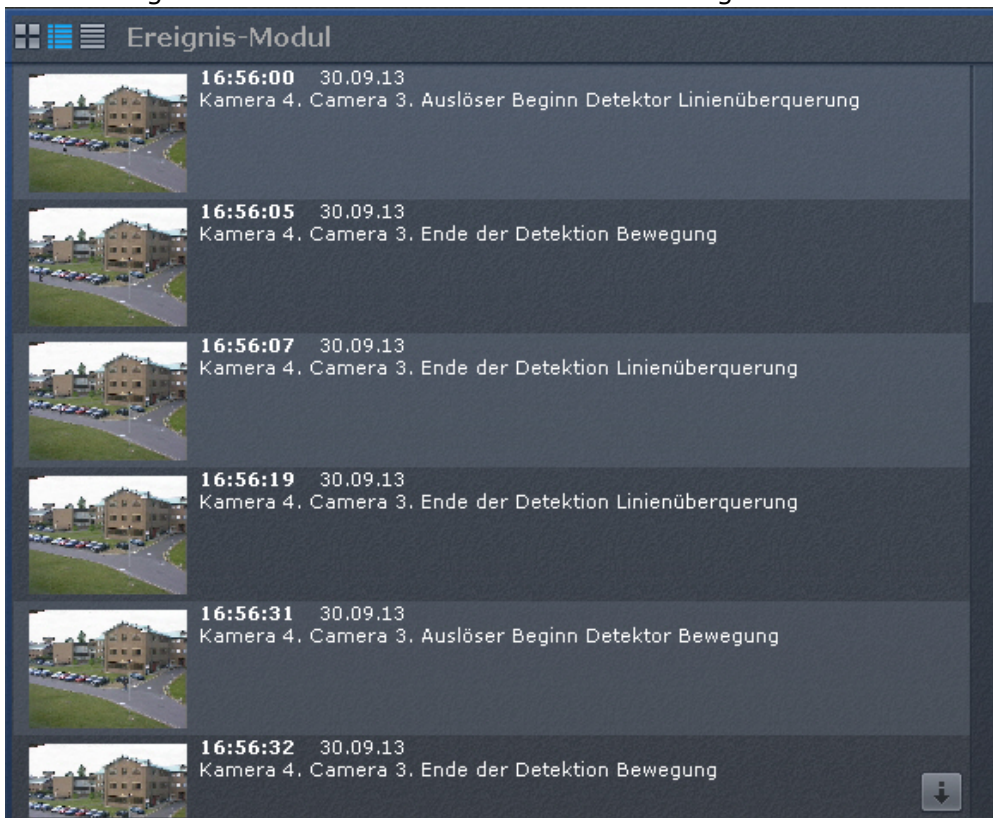 Ereignis-Modul
16:56:00 30.09.13
Kamera 4. Camera 3. Auslöser Beginn Detektor Linienüberquerung
16:56:05 30.09.13
Kamera 4. Camera 3. Ende der Detektion Bewegung
16:56:07 30.09.13
Kamera 4. Camera 3. Ende der Detektion Linienüberquerung
16:56:19 30.09.13
Kamera 4. Camera 3. Ende der Detektion Linienüberquerung
16:56:31 30.09.13
Kamera 4. Camera 3. Auslöser Beginn Detektor Bewegung
16:56:32 30.09.13
Kamera 4. Camera 3. Ende der Detektion Bewegung